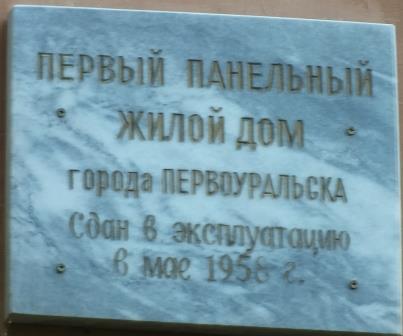 ПЕРВЫЙ ПАНЕЛЬНЫЙ
ЖИЛОЙ ДОМ
города ПЕРВОУРАЛЬСКА
Сдан в эксплуатацию
в мае 1958 г.